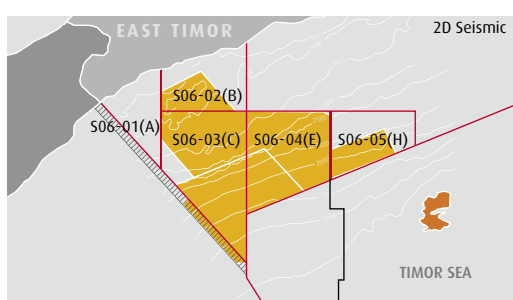 EAST TIMOR
2D Seismic
S06-02(B)
S06-01(A)
S06-03(C)
S06-04(E)
S06-05(H)
TIMOR SEA